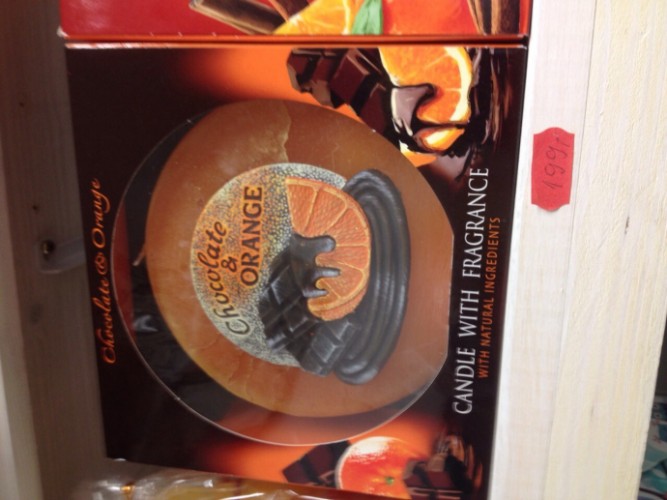 Chocolate & Orange
Chocolate
&
ORANGE
CANDLE WITH FRAGRANCE
WITH NATURAL INGREDIENTS
199,